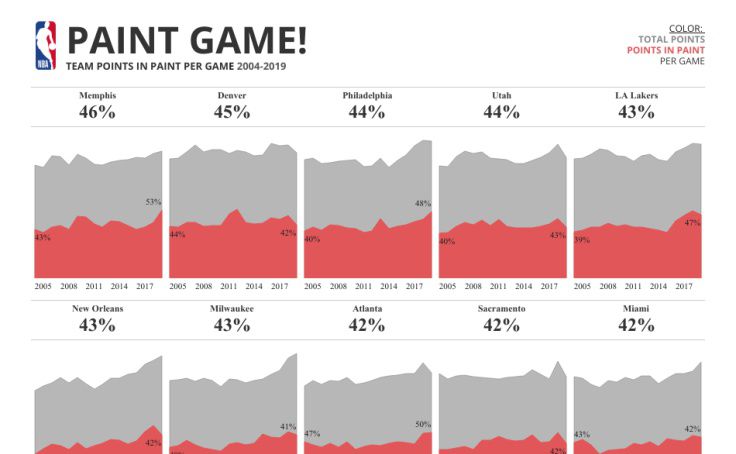 NBA
PAINT GAME!
TEAM POINTS IN PAINT PER GAME 2004-2019
COLOR:
TOTAL POINTS
POINTS IN PAINT
PER GAME
Memphis Denver Philadelphia Utah LA Lakers
46% 45% 44% 44% 43%
53% 48%
43% 44% 42% 40% 40% 43% 39% 47%
2005 2008 2011 2014 2017 2005 2008 2011 2014 2017 2005 2008 2011 2014 2017 2005 2008 2011 2014 2017 2005 2008 2011 2014 2017
New Orleans Milwaukee Atlanta Sacramento Miami
43% 43% 42% 42% 42%
42% 41% 47% 50% 42% 43% 42%